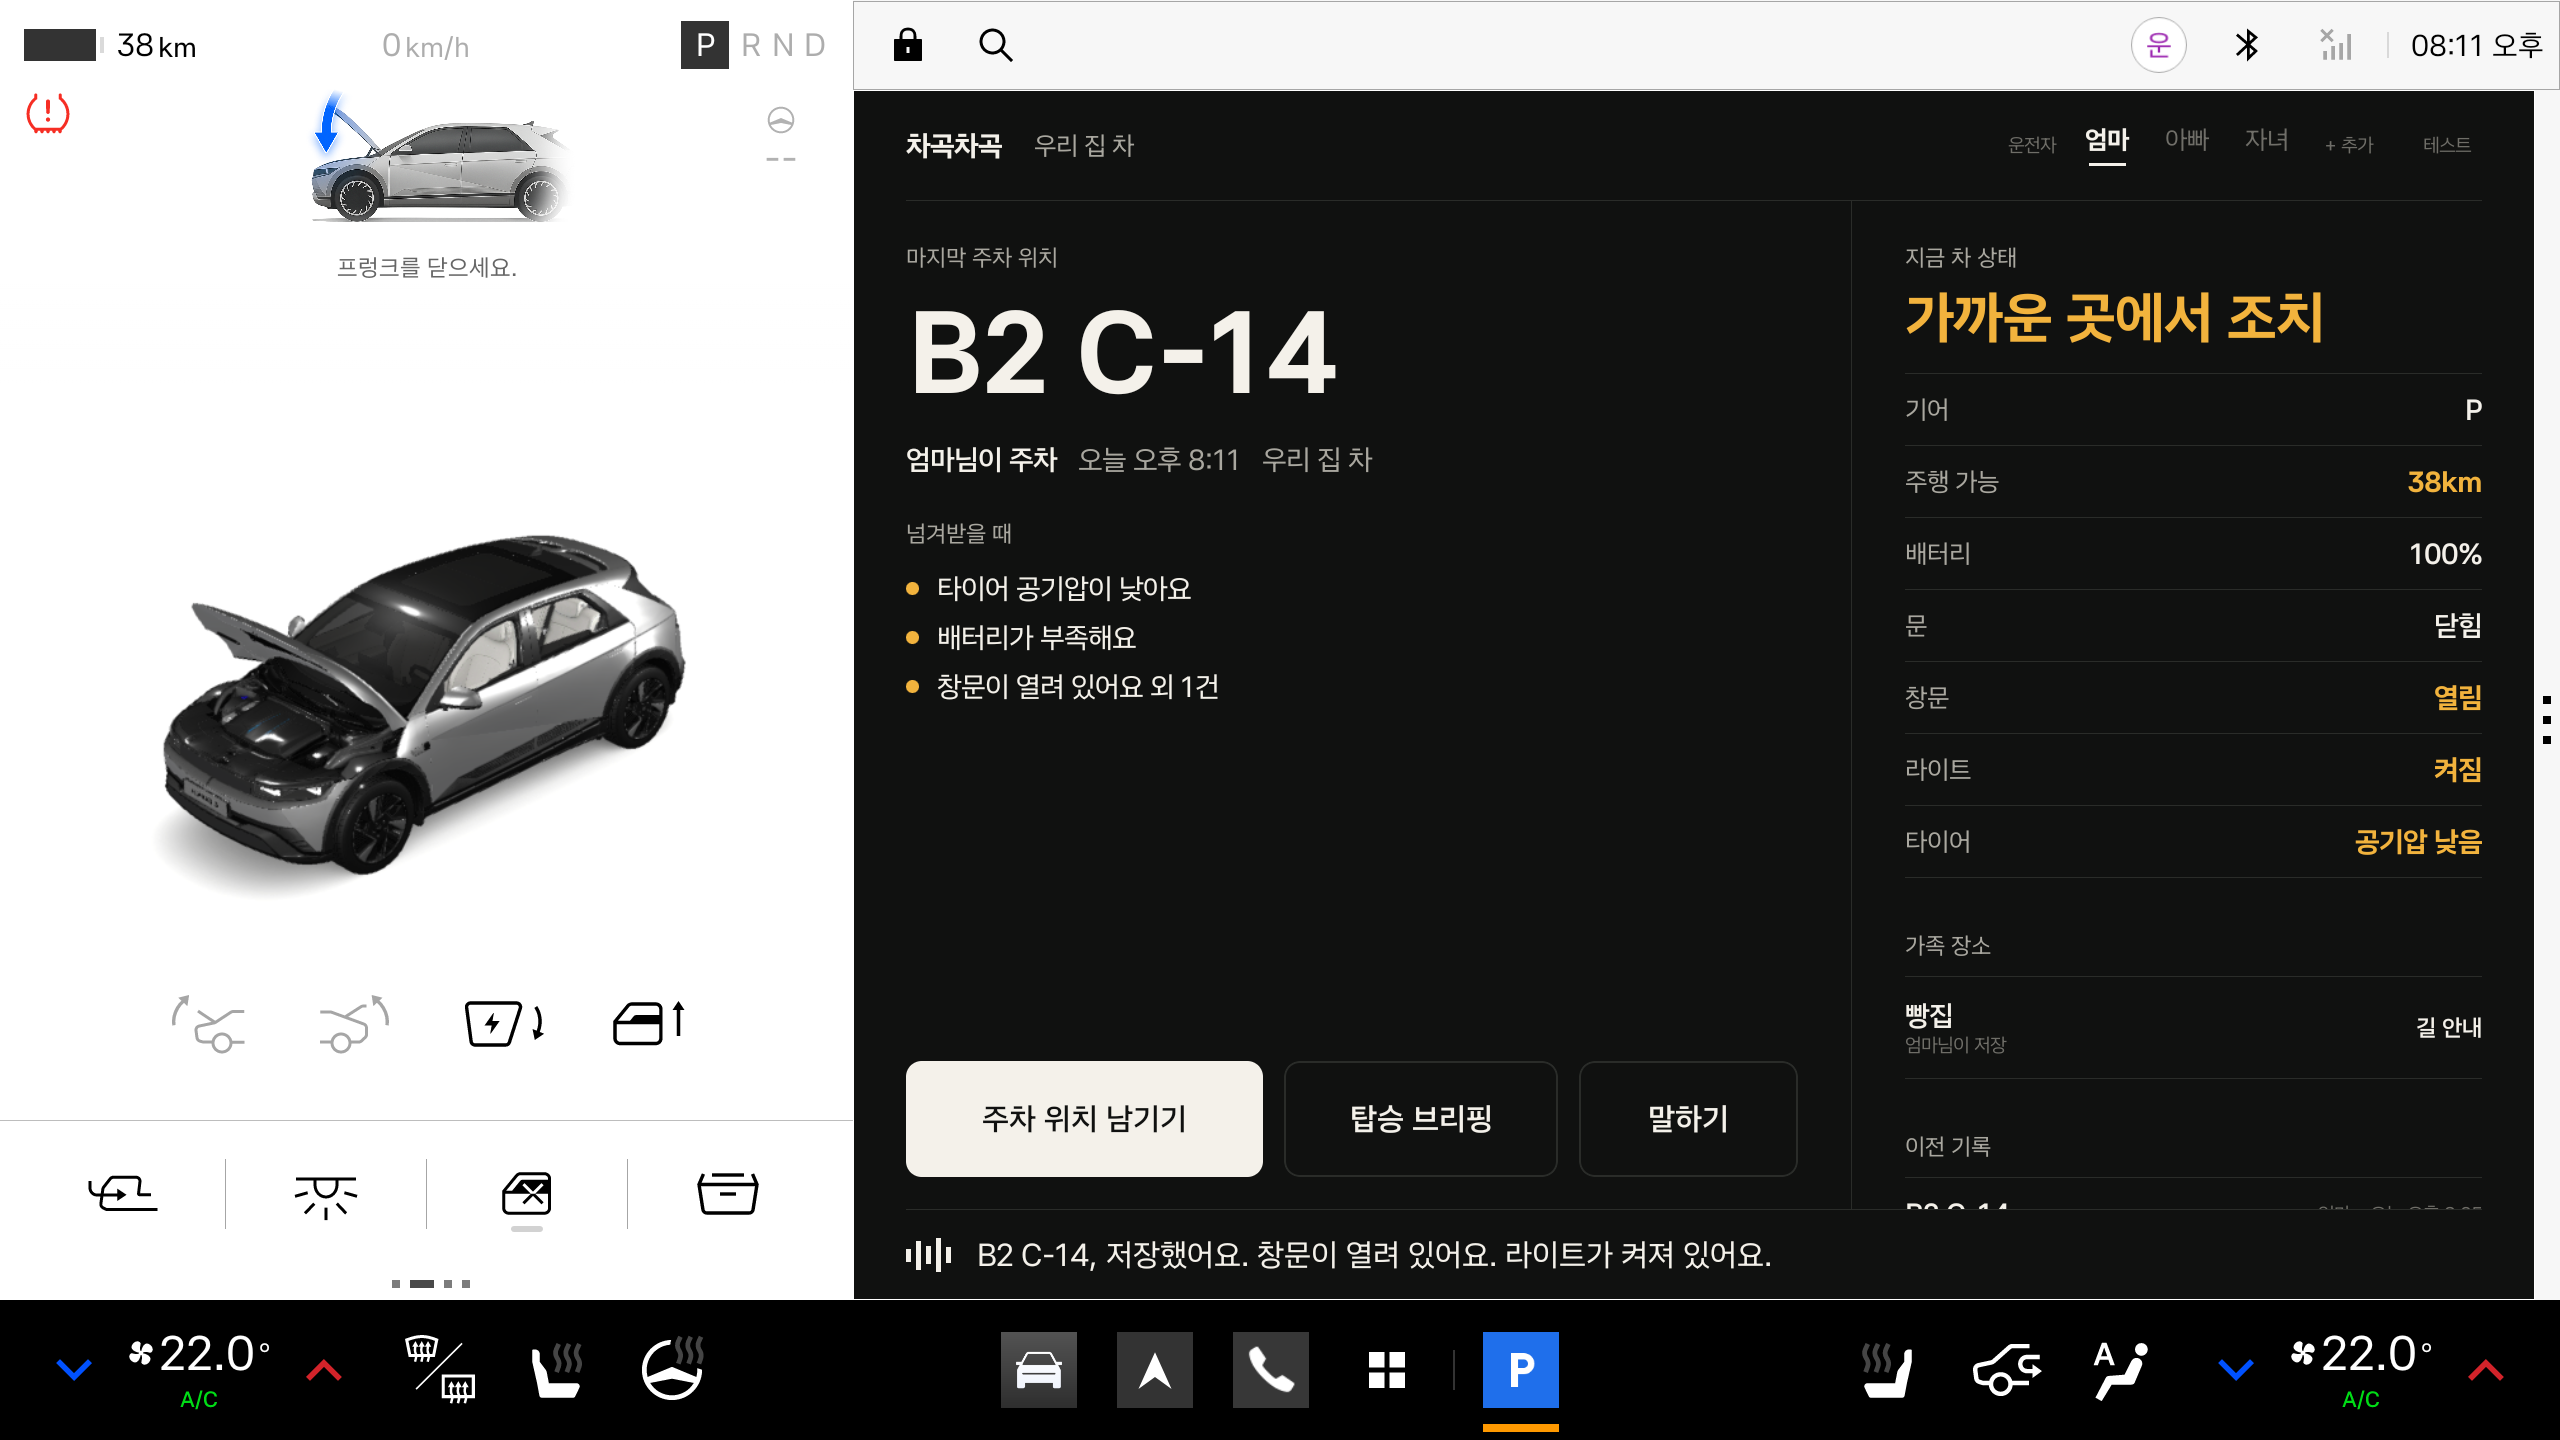 38 km
0 km/h
P R N D
프렁크를 닫으세요.
운
08:11 오후
차곡차곡 우리 집 차
운전자 엄마 아빠 자녀 + 추가 테스트
마지막 주차 위치
B2 C-14
엄마님이 주차 오늘 오후 8:11 우리 집 차
넘겨받을 때
타이어 공기압이 낮아요
배터리가 부족해요
창문이 열려 있어요 외 1건
주차 위치 남기기
탑승 브리핑
말하기
지금 차 상태
가까운 곳에서 조치
기어 P
주행 가능 38km
배터리 100%
문 닫힘
창문 열림
라이트 켜짐
타이어 공기압 낮음
가족 장소
빵집
엄마님이 저장
길 안내
이전 기록
B2 C-14
B2 C-14, 저장했어요. 창문이 열려 있어요. 라이트가 켜져 있어요.
22.0°
A/C
P
A
22.0°
A/C